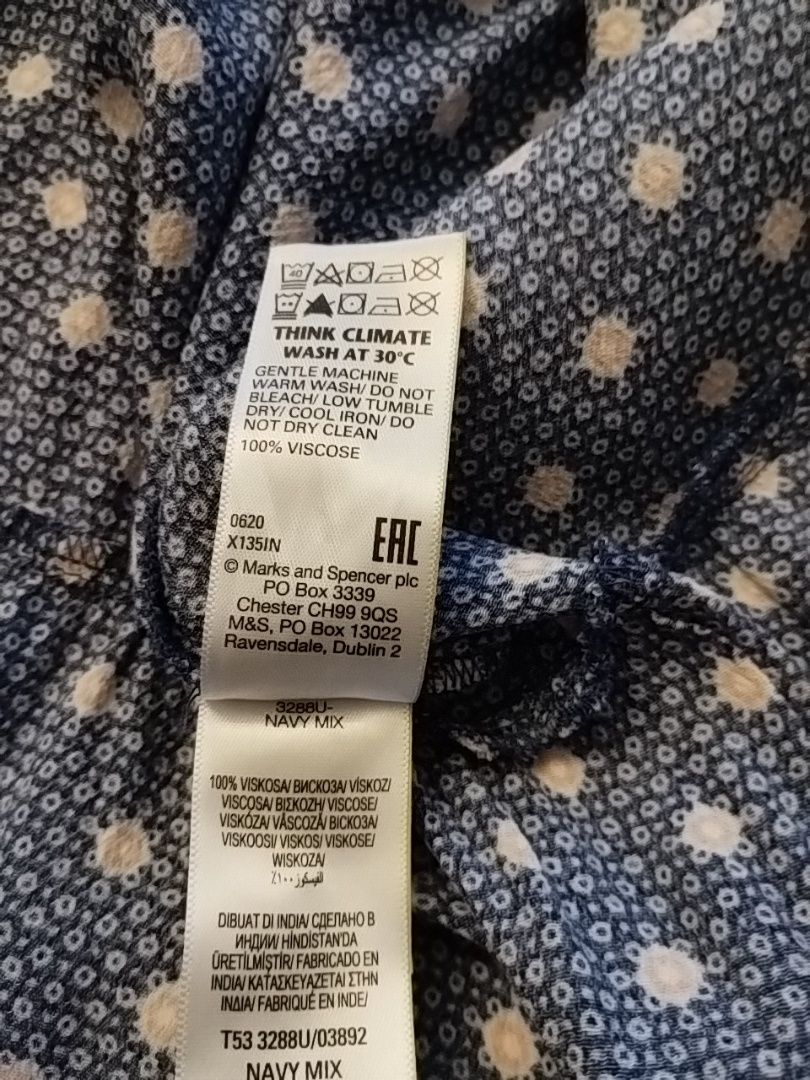 40
THINK CLIMATE
WASH AT 30°C
GENTLE MACHINE
WARM WASH/ DO NOT
BLEACH/ LOW TUMBLE
DRY/ COOL IRON/ DO
NOT DRY CLEAN
100% VISCOSE
0620
X135IN
EAC
© Marks and Spencer plc
PO Box 3339
Chester CH99 9QS
M&S, PO Box 13022
Ravensdale, Dublin 2
3288U-
NAVY MIX
100% VISKOSA/ ВИСКОЗА/ VÍSKOZ/
VISCOSA/ ΒΙΣΚΟΖΗ/ VISCOSE/
VISKÓZA/ VÂSCOZĂ/ ВІСКОЗА/
VISKOOSI/ VISKOS/ VISKOSE/
WISKOZA/
الفيسكوز ١٠٠٪
DIBUAT DI INDIA/ СДЕЛАНО В
ИНДИИ/ HİNDİSTAN'DA
ÜRETİLMİŞTİR/ FABRICADO EN
INDIA/ ΚΑΤΑΣΚΕΥΑΖΕΤΑΙ ΣΤΗΝ
ΙΝΔΙΑ/ FABRIQUÉ EN INDE/
T53 3288U/03892
NAVY MIX